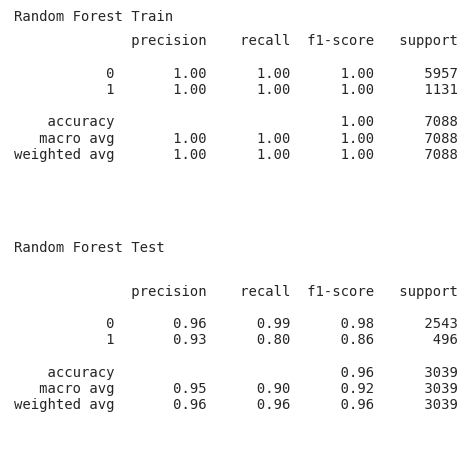 Random Forest Train
precision recall f1-score support
0 1.00 1.00 1.00 5957
1 1.00 1.00 1.00 1131
accuracy 1.00 7088
macro avg 1.00 1.00 1.00 7088
weighted avg 1.00 1.00 1.00 7088
Random Forest Test
precision recall f1-score support
0 0.96 0.99 0.98 2543
1 0.93 0.80 0.86 496
accuracy 0.96 3039
macro avg 0.95 0.90 0.92 3039
weighted avg 0.96 0.96 0.96 3039